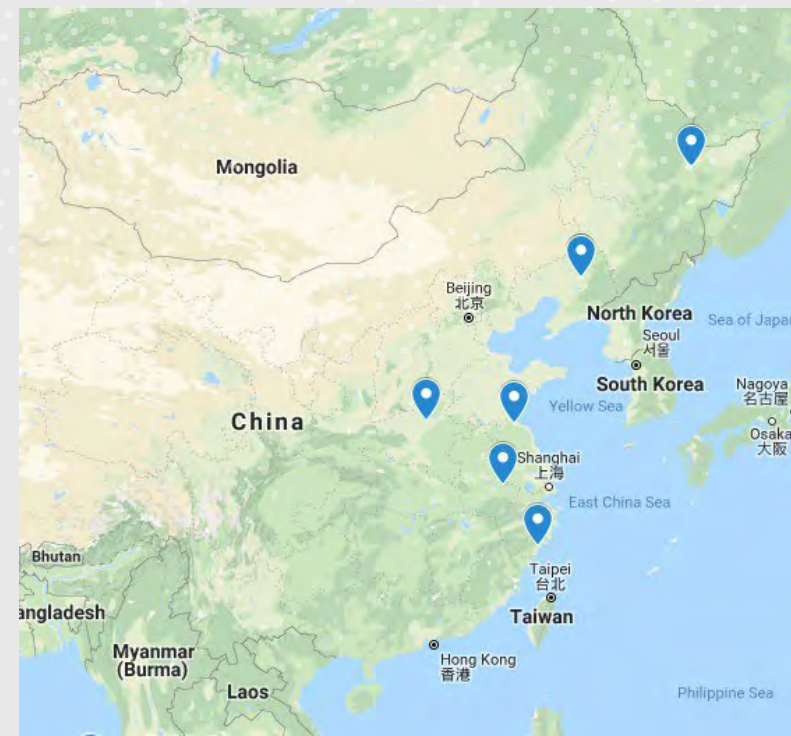 Mongolia
Beijing
北京
North Korea
Sea of Japa
Seoul
서울
South Korea
Nagoya
名古屋
Yellow Sea
China
Osaka
大阪
Shanghai
上海
East China Sea
Bhutan
Taipei
台北
angladesh
Taiwan
Myanmar
(Burma)
Hong Kong
香港
Laos
Philippine Sea